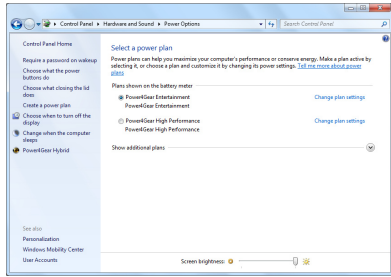 Control Panel ▸ Hardware and Sound ▸ Power Options
Search Control Panel
Control Panel Home
Require a password on wakeup
Choose what the power
buttons do
Choose what closing the lid
does
Create a power plan
Choose when to turn off the
display
Change when the computer
sleeps
Power4Gear Hybrid
See also
Personalization
Windows Mobility Center
User Accounts
Select a power plan
Power plans can help you maximize your computer's performance or conserve energy. Make a plan active by
selecting it, or choose a plan and customize it by changing its power settings. Tell me more about power
plans
Plans shown on the battery meter
Power4Gear Entertainment Change plan settings
Power4Gear Entertainment
Power4Gear High Performance Change plan settings
Power4Gear High Performance
Show additional plans
Screen brightness: